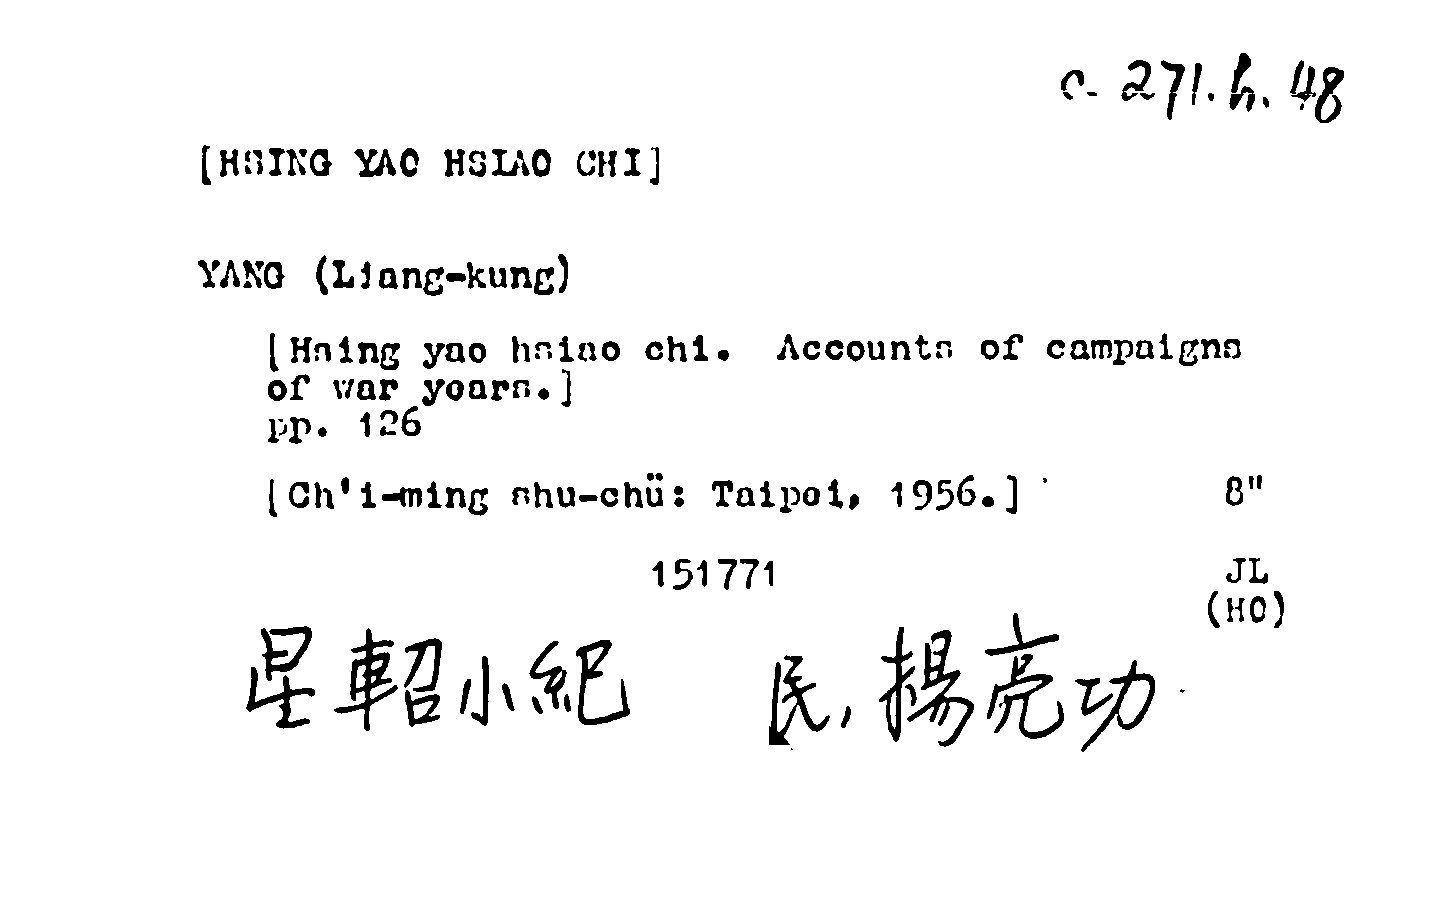 c. 271. h. 48
[HSING YAO HSIAO CHI]
YANG (Liang-kung)
[Hsing yao hsiao chi. Accounts of campaigns
of war years.]
pp. 126
[Ch'i-ming shu-chü: Taipei, 1956.] 8"
151771 JL
(HO)
星軺小紀 民, 揚亮功